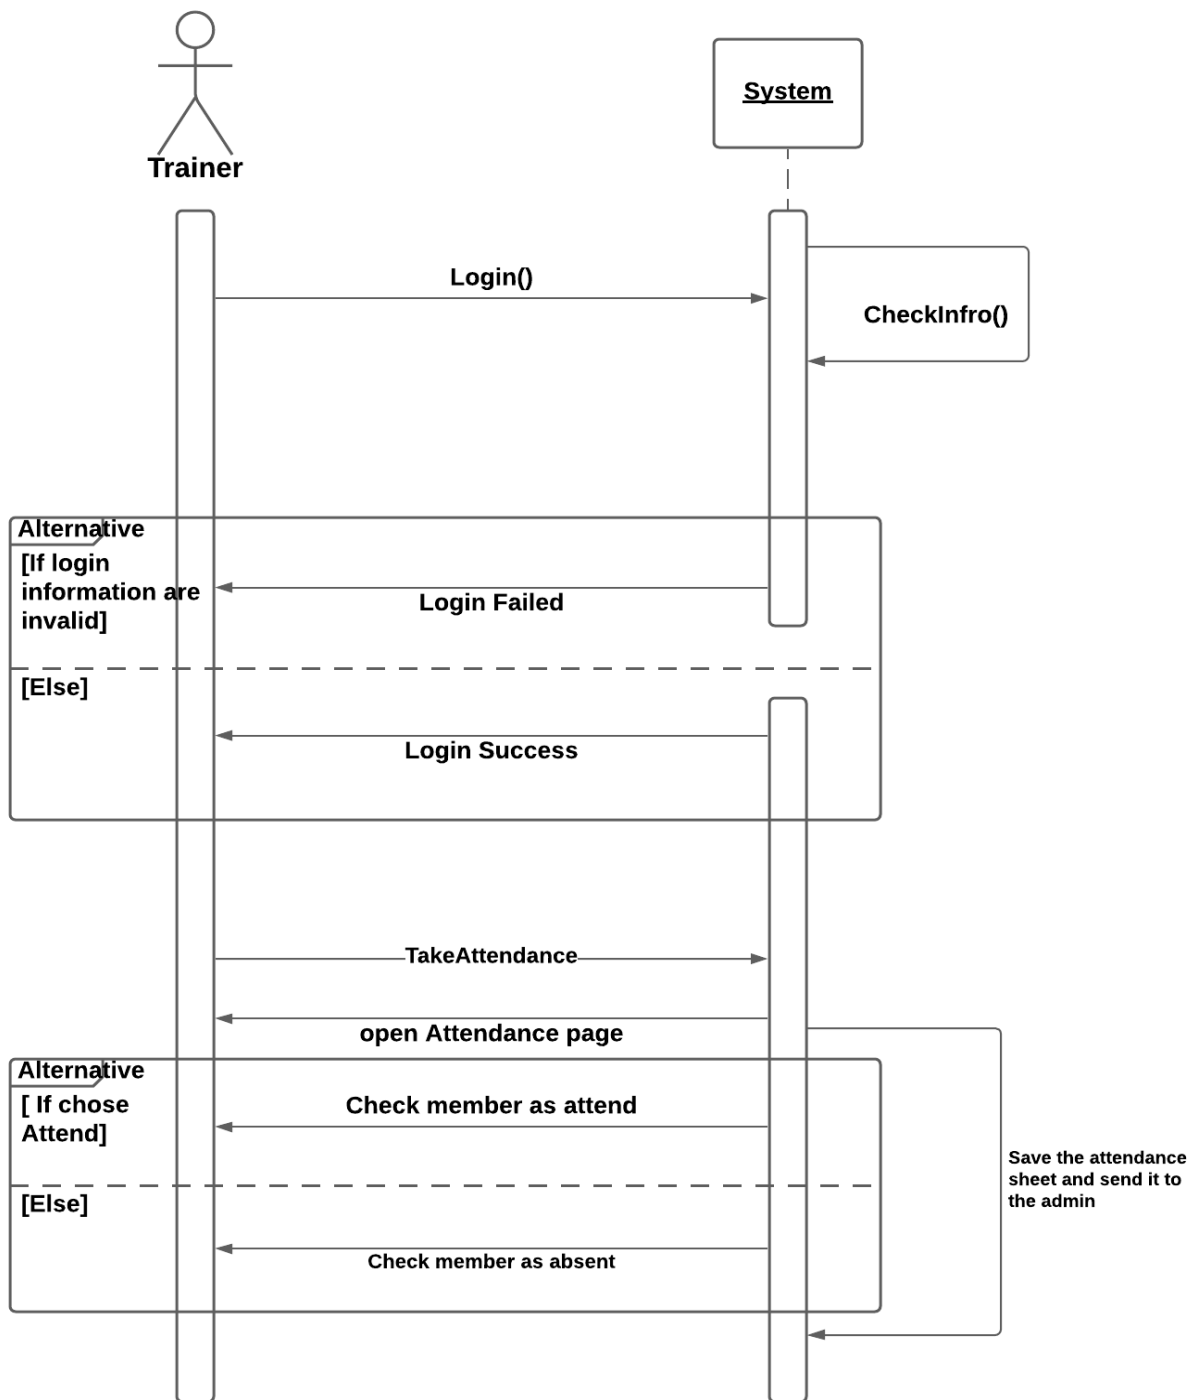 Trainer
System
Login()
CheckInfro()
Alternative
[If login
information are
invalid]
Login Failed
[Else]
Login Success
TakeAttendance
open Attendance page
Alternative
[ If chose
Attend]
Check member as attend
Save the attendance
sheet and send it to
the admin
[Else]
Check member as absent